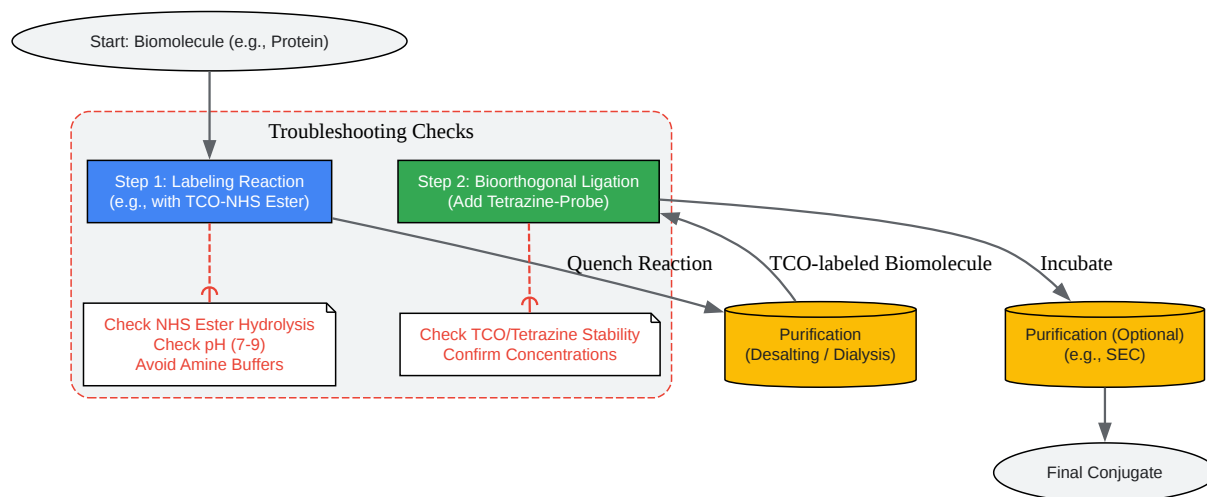 Start: Biomolecule (e.g., Protein)
Troubleshooting Checks
Step 1: Labeling Reaction
(e.g., with TCO-NHS Ester)
Step 2: Bioorthogonal Ligation
(Add Tetrazine-Probe)
Quench Reaction
TCO-labeled Biomolecule
Incubate
Check NHS Ester Hydrolysis
Check pH (7-9)
Avoid Amine Buffers
Check TCO/Tetrazine Stability
Confirm Concentrations
Purification
(Desalting / Dialysis)
Purification (Optional)
(e.g., SEC)
Final Conjugate